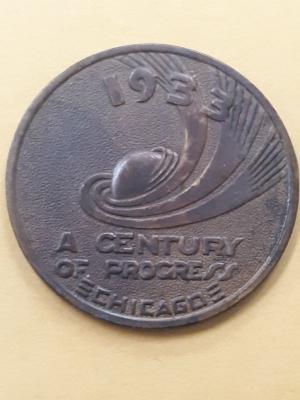 1933
A CENTURY
OF PROGRESS
CHICAGO